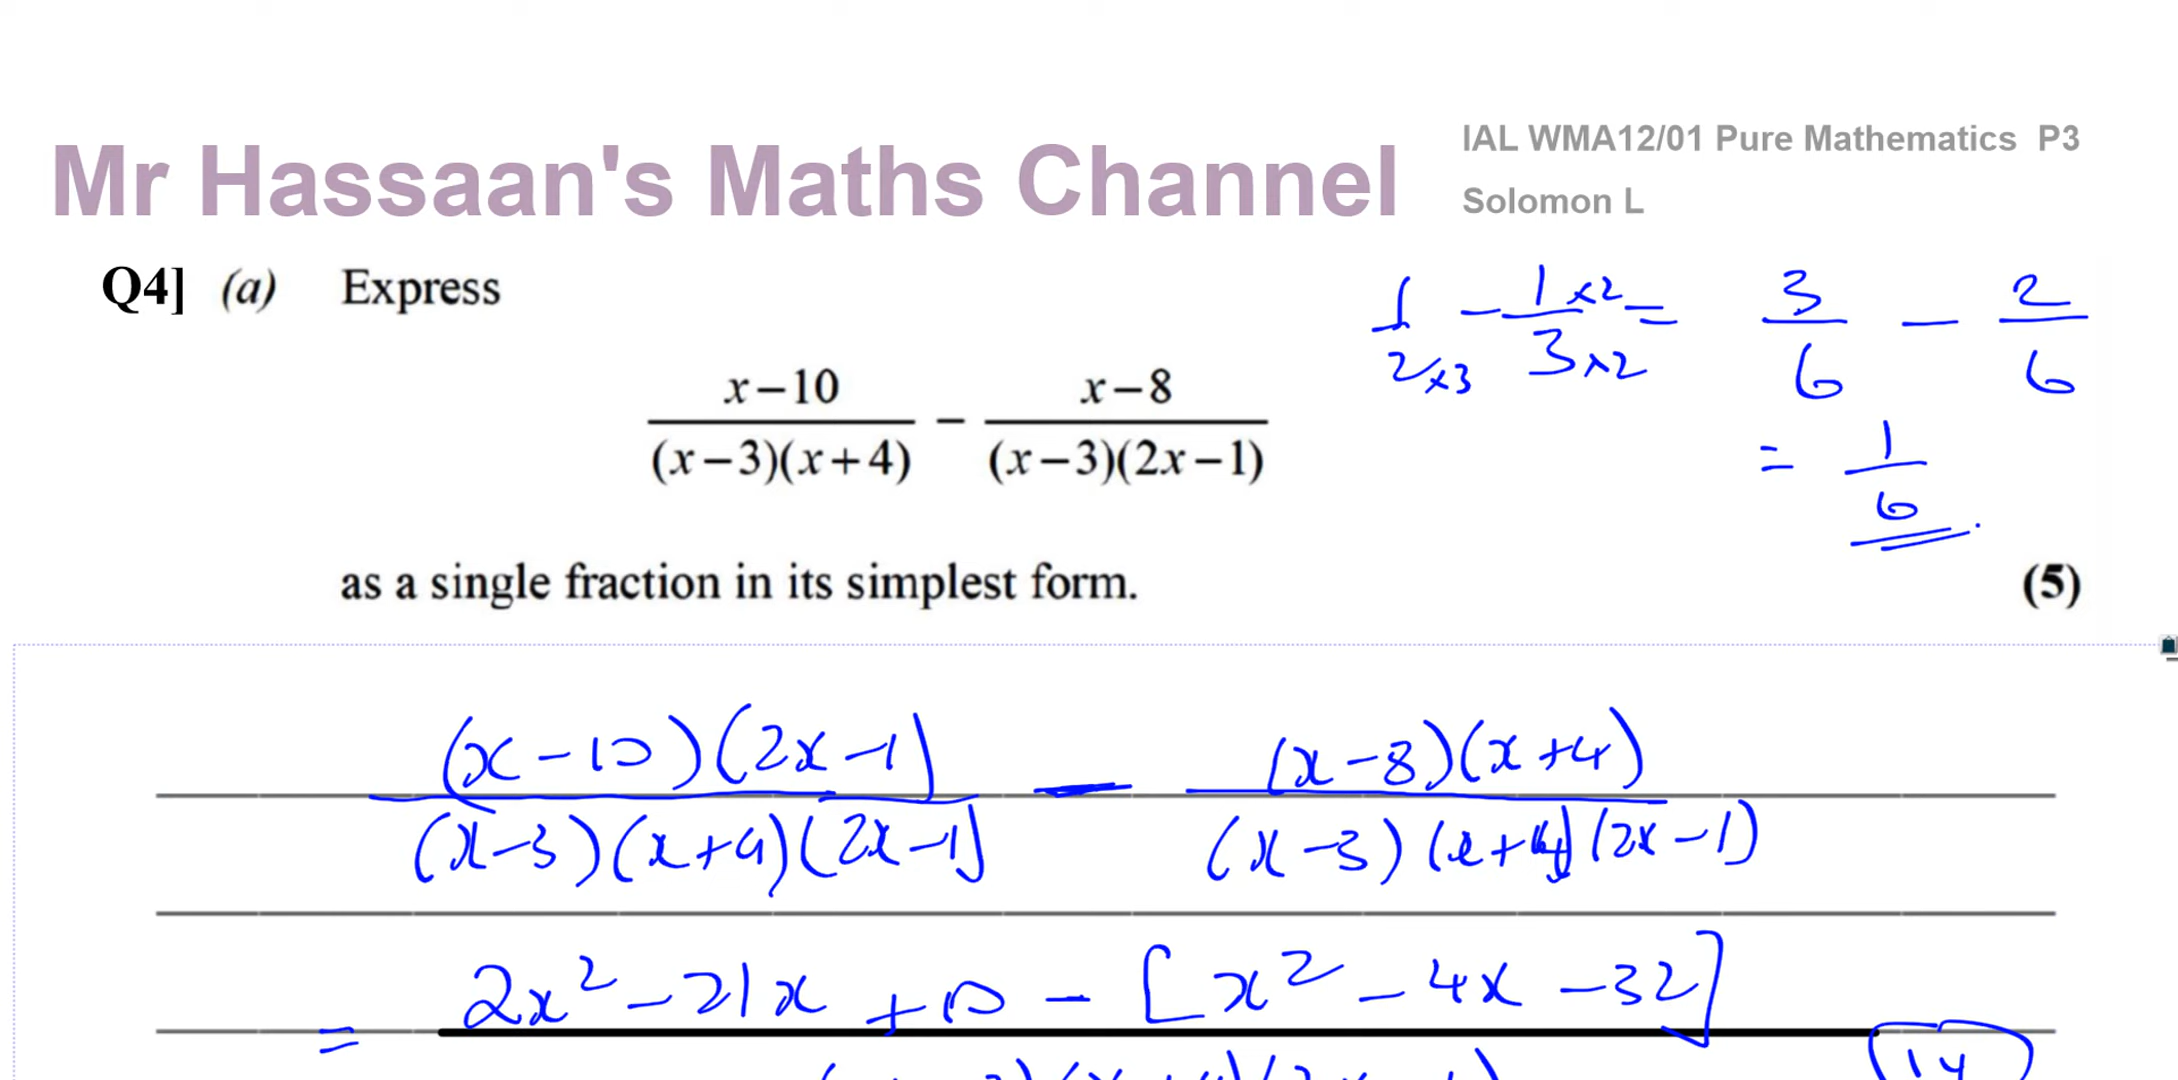 Mr Hassaan's Maths Channel
IAL WMA12/01 Pure Mathematics P3
Solomon L
Q4] (a) Express
(x-10)/((x-3)(x+4)) - (x-8)/((x-3)(2x-1))
1/(2×3) - (1×2)/(3×2) = 3/6 - 2/6
= 1/6
as a single fraction in its simplest form. (5)
((x-10)(2x-1))/((x-3)(x+4)(2x-1)) - ((x-8)(x+4))/((x-3)(x+4)(2x-1))
= 2x² - 21x + 10 - [x² - 4x - 32]